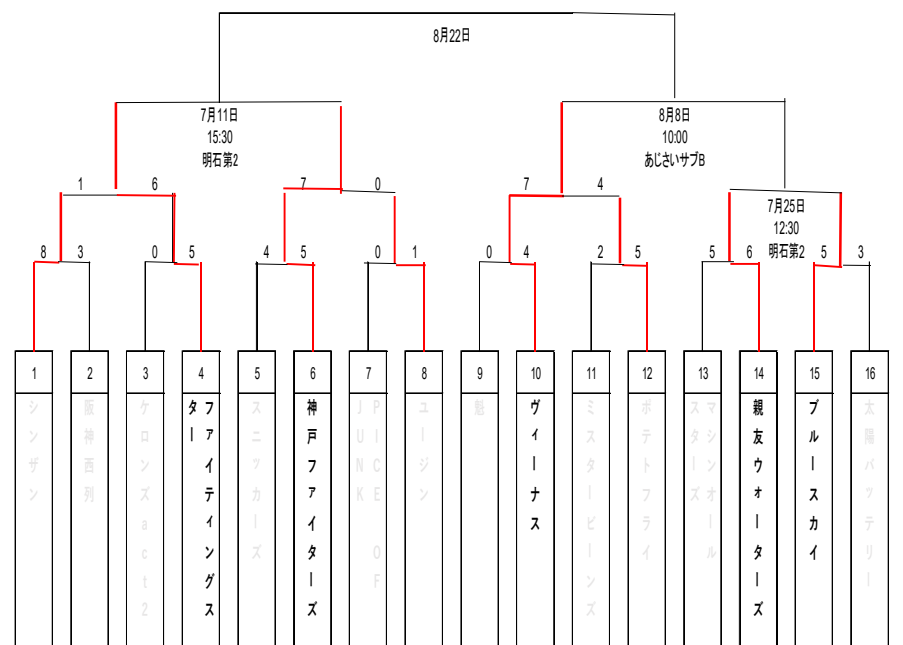 8月22日
7月11日
15:30
明石第2
8月8日
10:00
あじさいサブB
1 6 7 0 7 4
7月25日
12:30
明石第2
8 3 0 5 4 5 0 1 0 4 2 5 5 6 5 3
1 2 3 4 5 6 7 8 9 10 11 12 13 14 15 16
シンザン
阪神西列
ケロンズact2
ファイティングス
ター
スニッカーズ
神戸ファイターズ
PICE OF
JUNK
ユージン
魁
ヴィーナス
ミスタービーンズ
ポテトフライ
マシンオール
スターズ
親友ウォーターズ
ブルースカイ
太陽バッテリー